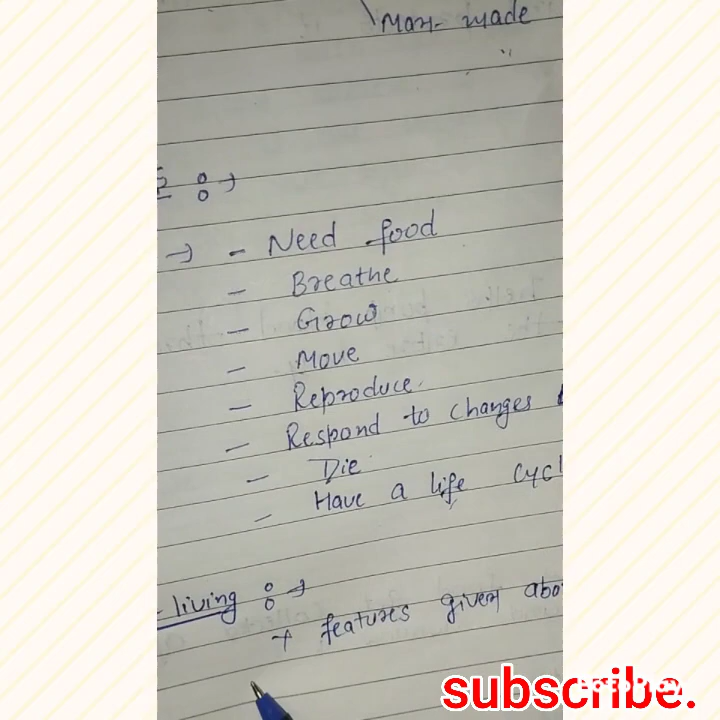 Man-made
→ - Need food
- Breathe
- Grow
- Move
- Reproduce.
- Respond to changes
- Die
- Have a life
-living :→
→ features given
subscribe.